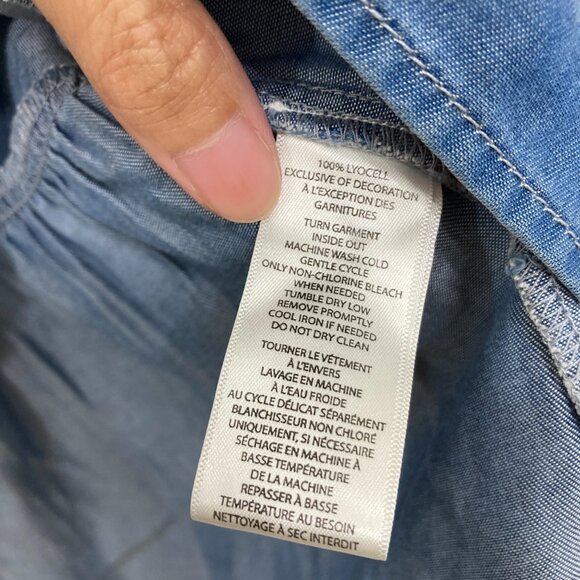 100% LYOCELL
EXCLUSIVE OF DECORATION
À L'EXCEPTION DES
GARNITURES
TURN GARMENT
INSIDE OUT
MACHINE WASH COLD
GENTLE CYCLE
ONLY NON-CHLORINE BLEACH
WHEN NEEDED
TUMBLE DRY LOW
REMOVE PROMPTLY
COOL IRON IF NEEDED
DO NOT DRY CLEAN
TOURNER LE VÊTEMENT
À L'ENVERS
LAVAGE EN MACHINE
À L'EAU FROIDE
AU CYCLE DÉLICAT SÉPARÉMENT
BLANCHISSEUR NON CHLORÉ
UNIQUEMENT, SI NÉCESSAIRE
SÉCHAGE EN MACHINE À
BASSE TEMPÉRATURE
DE LA MACHINE
REPASSER À BASSE
TEMPÉRATURE AU BESOIN
NETTOYAGE À SEC INTERDIT